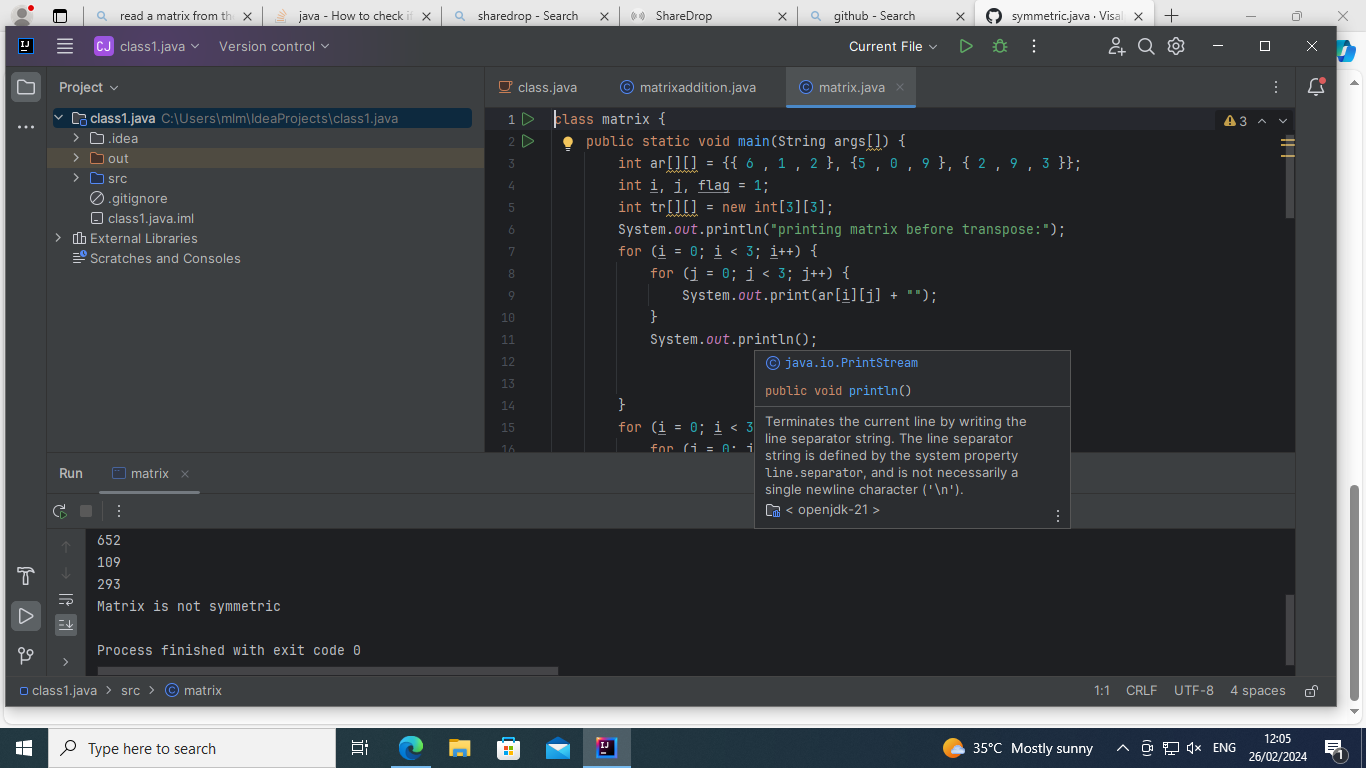 read a matrix from the
java - How to check if
sharedrop - Search
ShareDrop
github - Search
symmetric.java · Visal
IJ
CJ class1.java Version control
Current File
Project
class.java matrixaddition.java matrix.java
class1.java C:\Users\mlm\IdeaProjects\class1.java
.idea
out
src
.gitignore
class1.java.iml
External Libraries
Scratches and Consoles
3
1 class matrix {
2 public static void main(String args[]) {
3 int ar[][] = {{ 6 , 1 , 2 }, {5 , 0 , 9 }, { 2 , 9 , 3 }};
4 int i, j, flag = 1;
5 int tr[][] = new int[3][3];
6 System.out.println("printing matrix before transpose:");
7 for (i = 0; i < 3; i++) {
8 for (j = 0; j < 3; j++) {
9 System.out.print(ar[i][j] + "");
10 }
11 System.out.println();
12
13
14 }
15 for (i = 0; i < 3
16 for (j = 0; j
java.io.PrintStream
public void println()
Terminates the current line by writing the
line separator string. The line separator
string is defined by the system property
line.separator, and is not necessarily a
single newline character ('\n').
< openjdk-21 >
Run matrix
652
109
293
Matrix is not symmetric
Process finished with exit code 0
class1.java > src > matrix
1:1 CRLF UTF-8 4 spaces
Type here to search
IJ
35°C Mostly sunny
ENG
12:05
26/02/2024
1